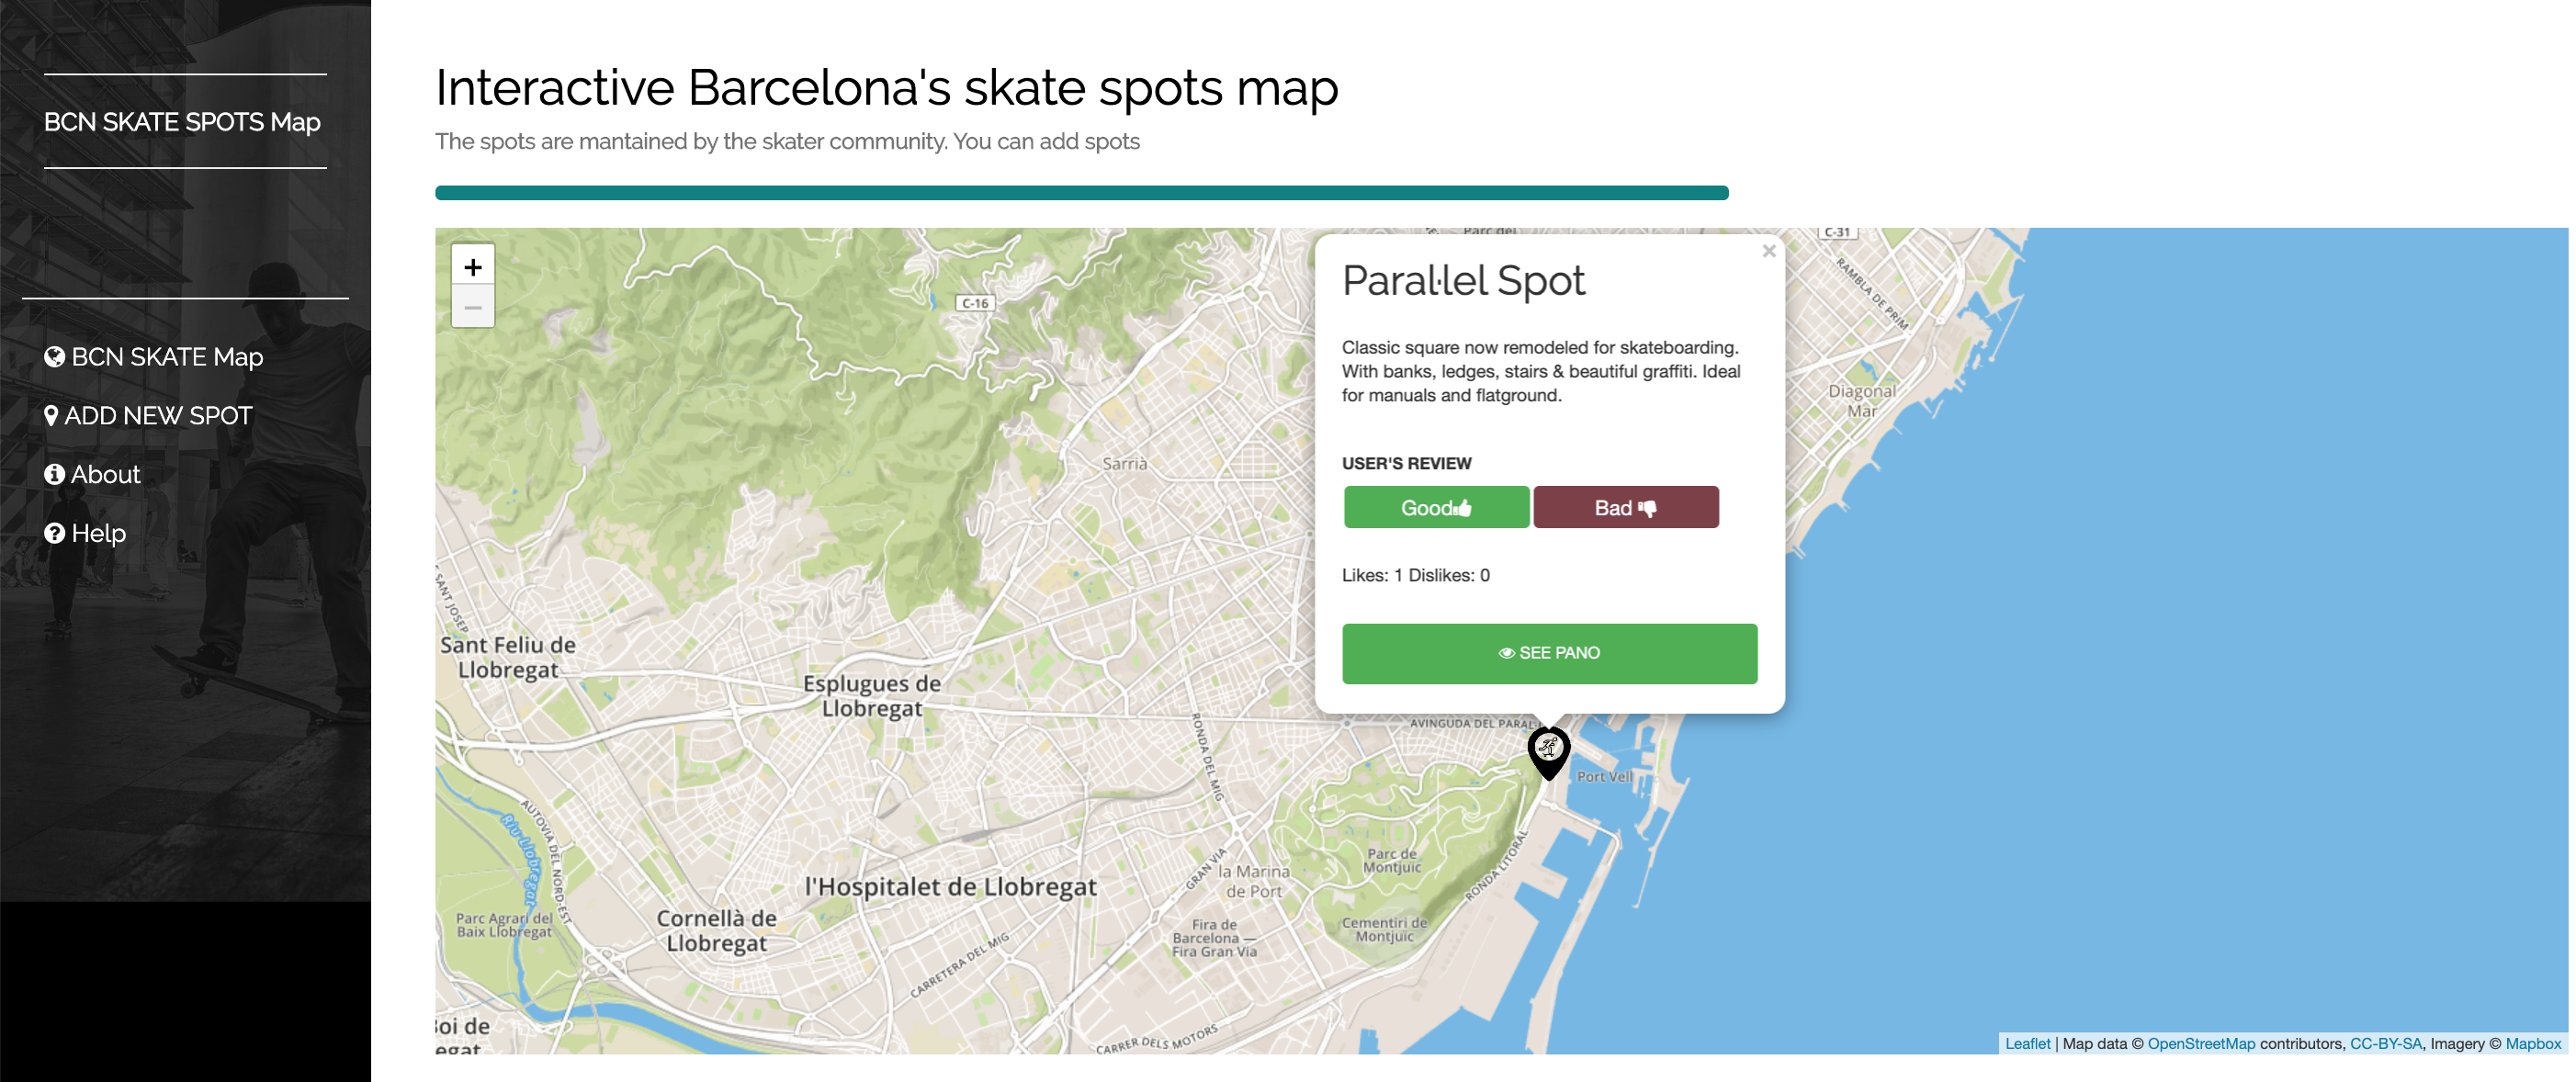 BCN SKATE SPOTS Map
BCN SKATE Map
ADD NEW SPOT
About
Help
Interactive Barcelona's skate spots map
The spots are mantained by the skater community. You can add spots
+
−
C-16
C-31
RAMBLA DE PRIM
Diagonal
Mar
Sarrià
×
Paral·lel Spot
Classic square now remodeled for skateboarding.
With banks, ledges, stairs & beautiful graffiti. Ideal
for manuals and flatground.
USER'S REVIEW
Good
Bad
Likes: 1 Dislikes: 0
SEE PANO
SANT JOSEP
Sant Feliu de
Llobregat
Esplugues de
Llobregat
RONDA DEL MIG
AVINGUDA DEL PARAL
Port Vell
AUTOVIA DEL NORD-EST
Riu Llobregat
Parc Agrari del
Baix Llobregat
Cornellà de
Llobregat
l'Hospitalet de Llobregat
GRAN VIA
la Marina
de Port
Parc de
Montjuïc
RONDA LITORAL
Fira de
Barcelona —
Fira Gran Via
Cementiri de
Montjuïc
CARRETERA DEL MIG
CARRER DELS MOTORS
Boi de
egat
Leaflet | Map data © OpenStreetMap contributors, CC-BY-SA, Imagery © Mapbox